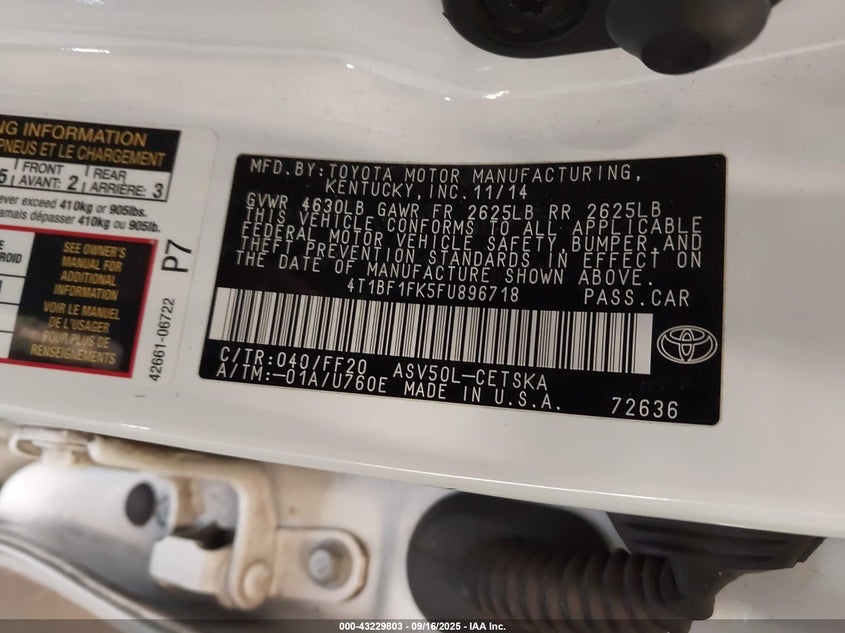 NG INFORMATION
PNEUS ET LE CHARGEMENT
5 FRONT AVANT: 2 REAR ARRIÈRE: 3
ever exceed 410kg or 905lbs.
amais dépasser 410kg ou 905lb.
SEE OWNER'S
MANUAL FOR
ADDITIONAL
INFORMATION
VOIR LE MANUEL
DE L'USAGER
POUR PLUS DE
RENSEIGNEMENTS
P7
42661-06722
MFD.BY:TOYOTA MOTOR MANUFACTURING,
KENTUCKY, INC.11/14
GVWR 4630LB GAWR FR 2625LB RR 2625LB
THIS VEHICLE CONFORMS TO ALL APPLICABLE
FEDERAL MOTOR VEHICLE SAFETY, BUMPER,AND
THEFT PREVENTION STANDARDS IN EFFECT ON
THE DATE OF MANUFACTURE SHOWN ABOVE.
4T1BF1FK5FU896718 PASS.CAR
C/TR:040/FF20 ASV50L-CETSKA
A/TM:-01A/U760E MADE IN U.S.A. 72636
TOYOTA
000-43229803 - 09/16/2025 - IAA Inc.